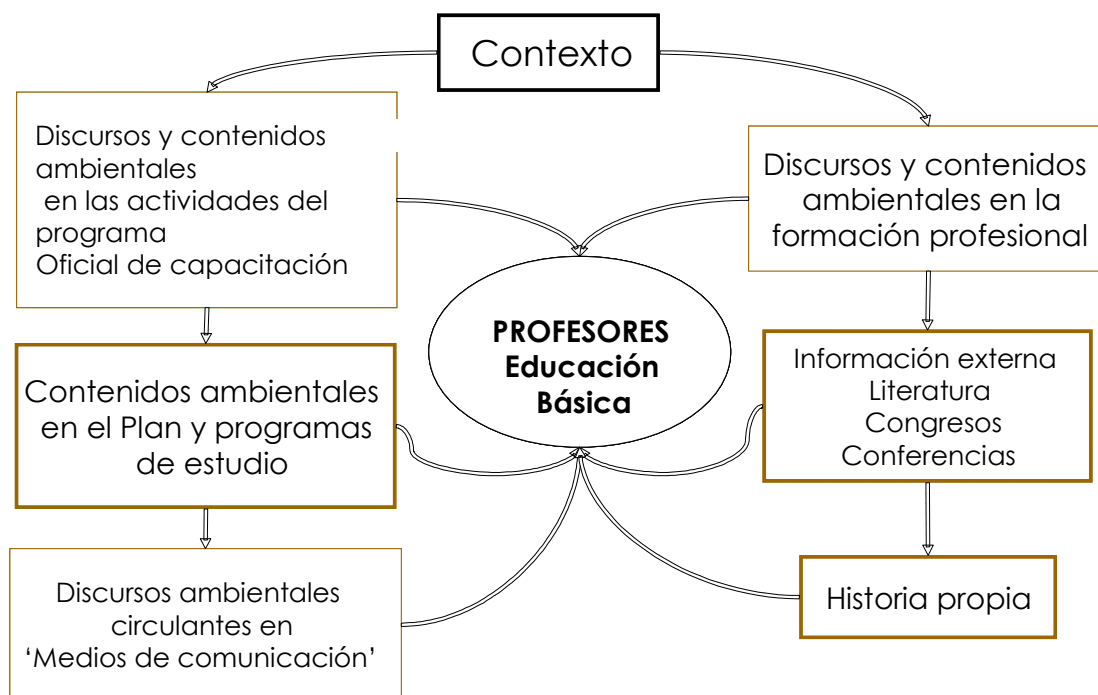 Contexto
Discursos y contenidos
ambientales
en las actividades del
programa
Oficial de capacitación
Discursos y contenidos
ambientales en la
formación profesional
PROFESORES
Educación
Básica
Contenidos ambientales
en el Plan y programas
de estudio
Información externa
Literatura
Congresos
Conferencias
Discursos ambientales
circulantes en
‘Medios de comunicación’
Historia propia